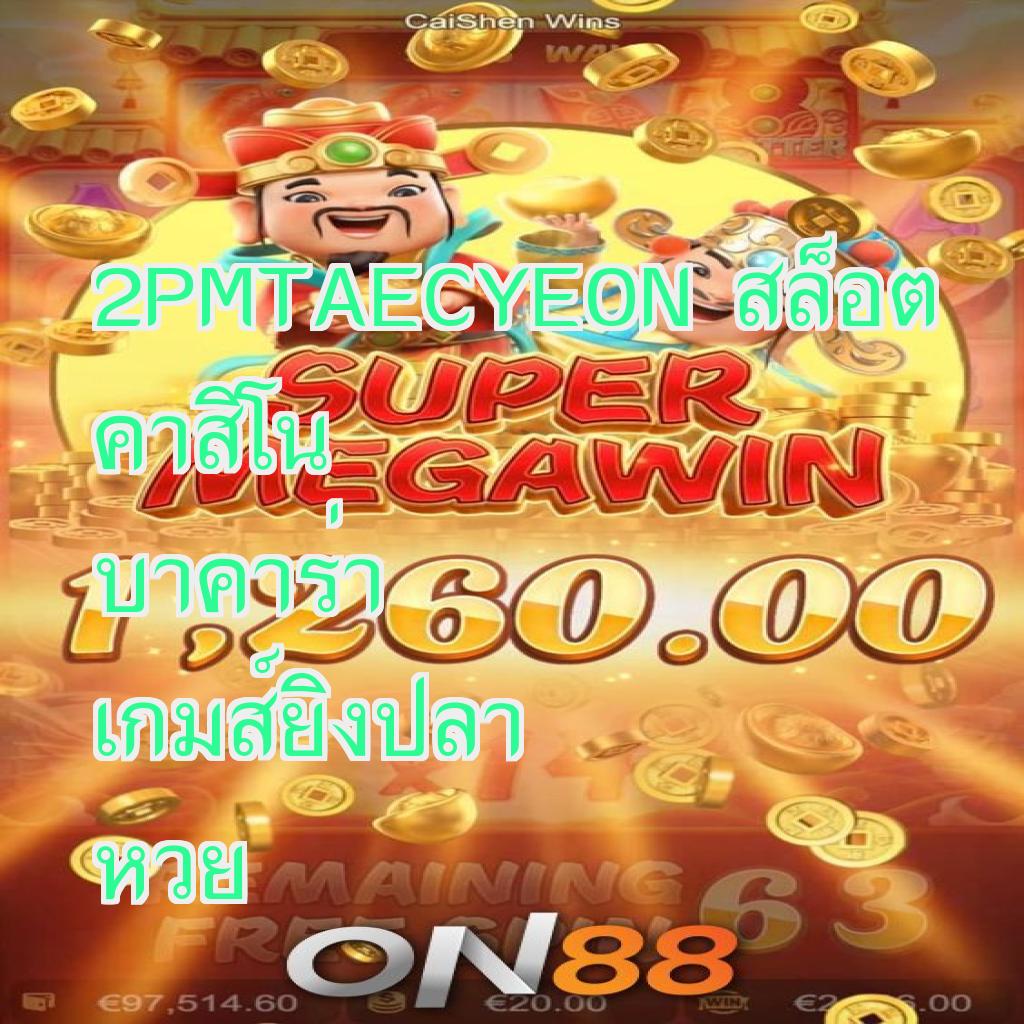 CaiShen Wins
2PMTAECYEON สล็อต
SUPER
คาสิโน
MEGAWIN
บาคาร่า
1,260.00
เกมส์ยิงปลา
หวย
REMAINING
FREE SPIN 63
ON88
€97,514.60 €20.00 WIN